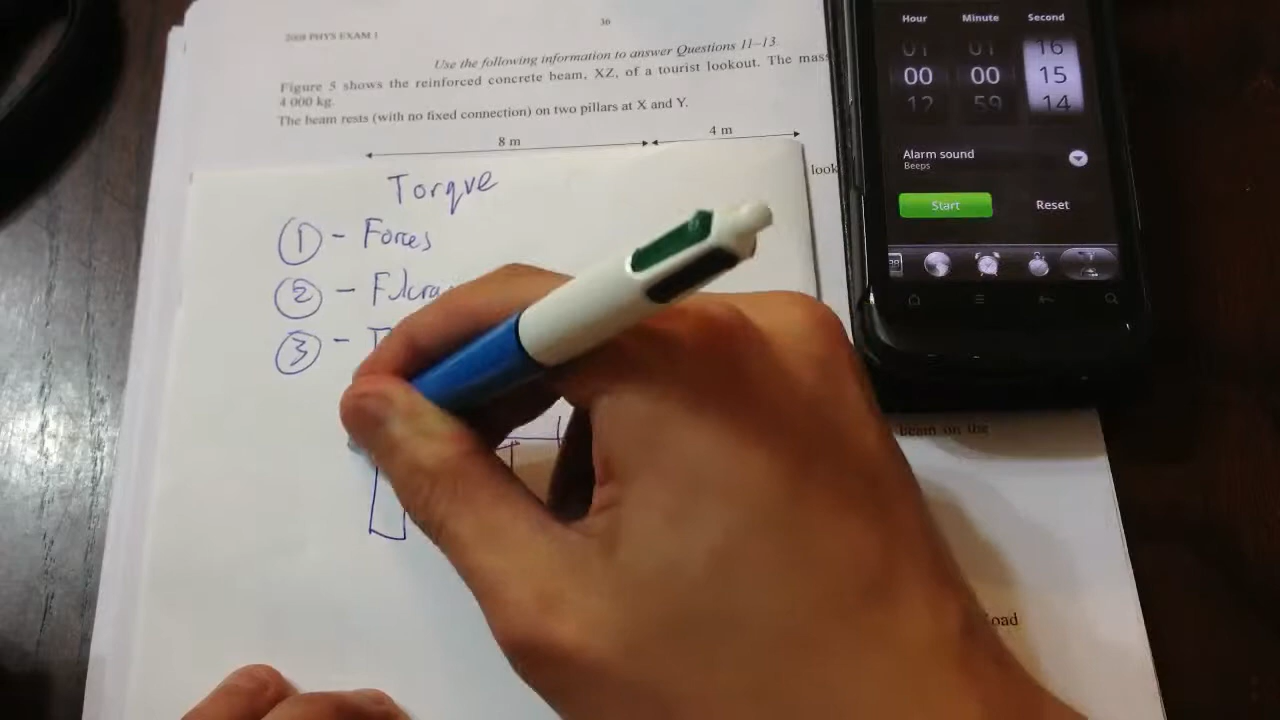 36
2008 PHYS EXAM 1
Use the following information to answer Questions 11–13.
Figure 5 shows the reinforced concrete beam, XZ, of a tourist lookout. The mass
4 000 kg.
The beam rests (with no fixed connection) on two pillars at X and Y.
8 m
4 m
look
Torque
① - Forces
② -
③ -
beam on the
Hour Minute Second
01 01 16
00 00 15
12 59 14
Alarm sound
Beeps
Start Reset